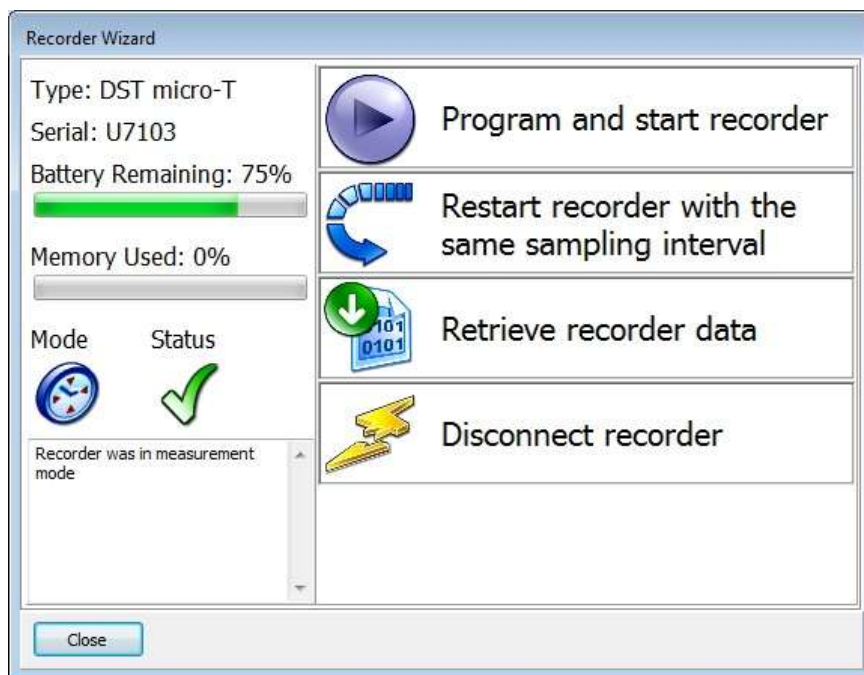 Recorder Wizard
Type: DST micro-T
Serial: U7103
Battery Remaining: 75%
Memory Used: 0%
Mode Status
Recorder was in measurement
mode
Program and start recorder
Restart recorder with the
same sampling interval
0101
0101
Retrieve recorder data
Disconnect recorder
Close